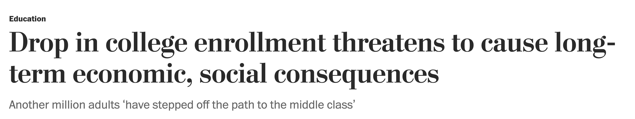 Education
Drop in college enrollment threatens to cause long-
term economic, social consequences
Another million adults ‘have stepped off the path to the middle class’